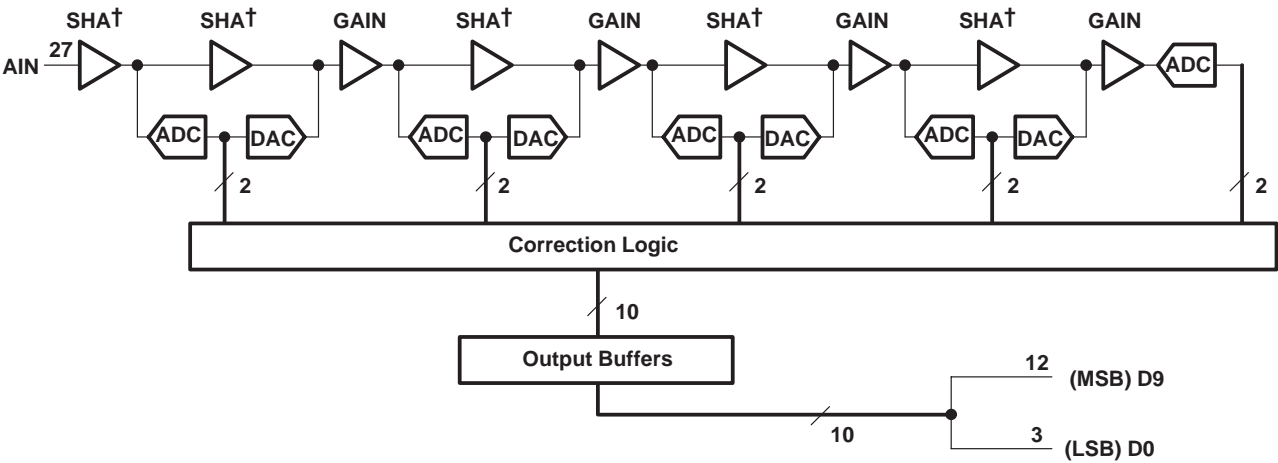 SHA† SHA† GAIN SHA† GAIN SHA† GAIN SHA† GAIN
AIN 27 ADC
ADC DAC ADC DAC ADC DAC ADC DAC
2 2 2 2 2
Correction Logic
10
Output Buffers
12 (MSB) D9
10
3 (LSB) D0